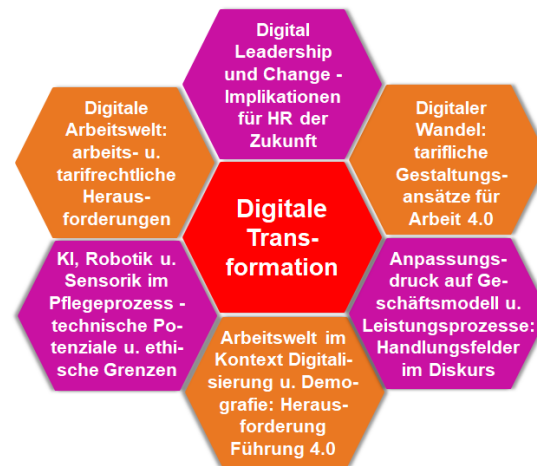 Digital
Leadership
und Change -
Implikationen
für HR der
Zukunft
Digitale
Arbeitswelt:
arbeits- u.
tarifrechtliche
Heraus-
forderungen
Digitaler
Wandel:
tarifliche
Gestaltungs-
ansätze für
Arbeit 4.0
Digitale
Trans-
formation
KI, Robotik u.
Sensorik im
Pflegeprozess -
technische Po-
tenziale u. ethi-
sche Grenzen
Anpassungs-
druck auf Ge-
schäftsmodell u.
Leistungsprozesse:
Handlungsfelder
im Diskurs
Arbeitswelt im
Kontext Digitali-
sierung u. Demo-
grafie: Heraus-
forderung
Führung 4.0